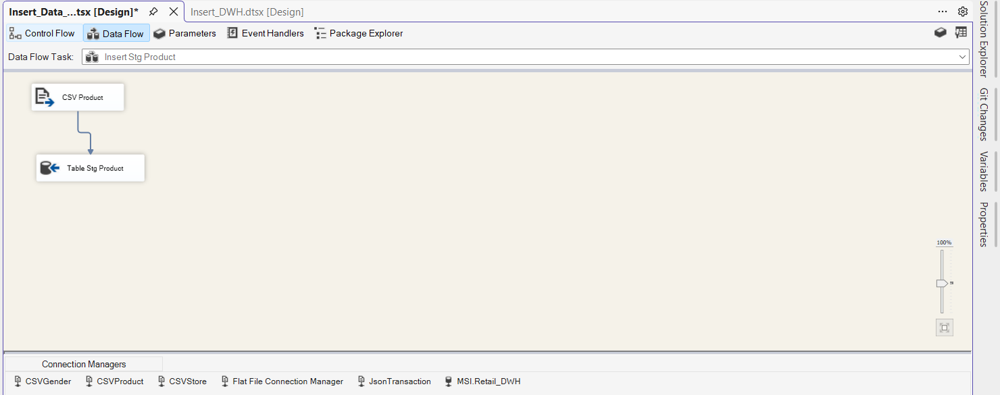 Insert_Data_...tsx [Design]* Insert_DWH.dtsx [Design]
Control Flow Data Flow Parameters Event Handlers Package Explorer
Data Flow Task: Insert Stg Product
CSV Product
Table Stg Product
100%
Connection Managers
CSVGender CSVProduct CSVStore Flat File Connection Manager JsonTransaction MSI.Retail_DWH
Solution Explorer
Git Changes
Variables
Properties